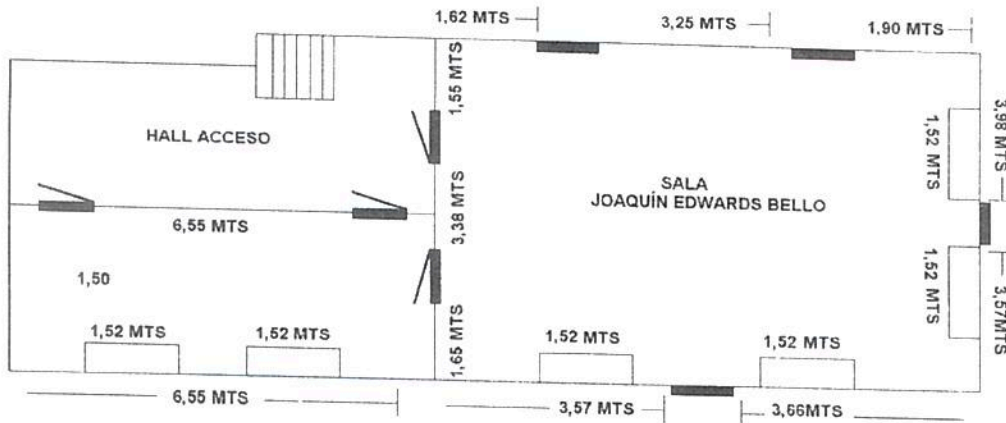 1,62 MTS
3,25 MTS
1.90 MTS
1,55 MTS
3,98 MTS
1,52 MTS
HALL ACCESO
SALA
JOAQUÍN EDWARDS BELLO
3,38 MTS
6,55 MTS
1,50
1,52 MTS
3,57MTS
1,52 MTS
1,52 MTS
1,52 MTS
1,52 MTS
1,65 MTS
6,55 MTS
3,57 MTS
3,66MTS